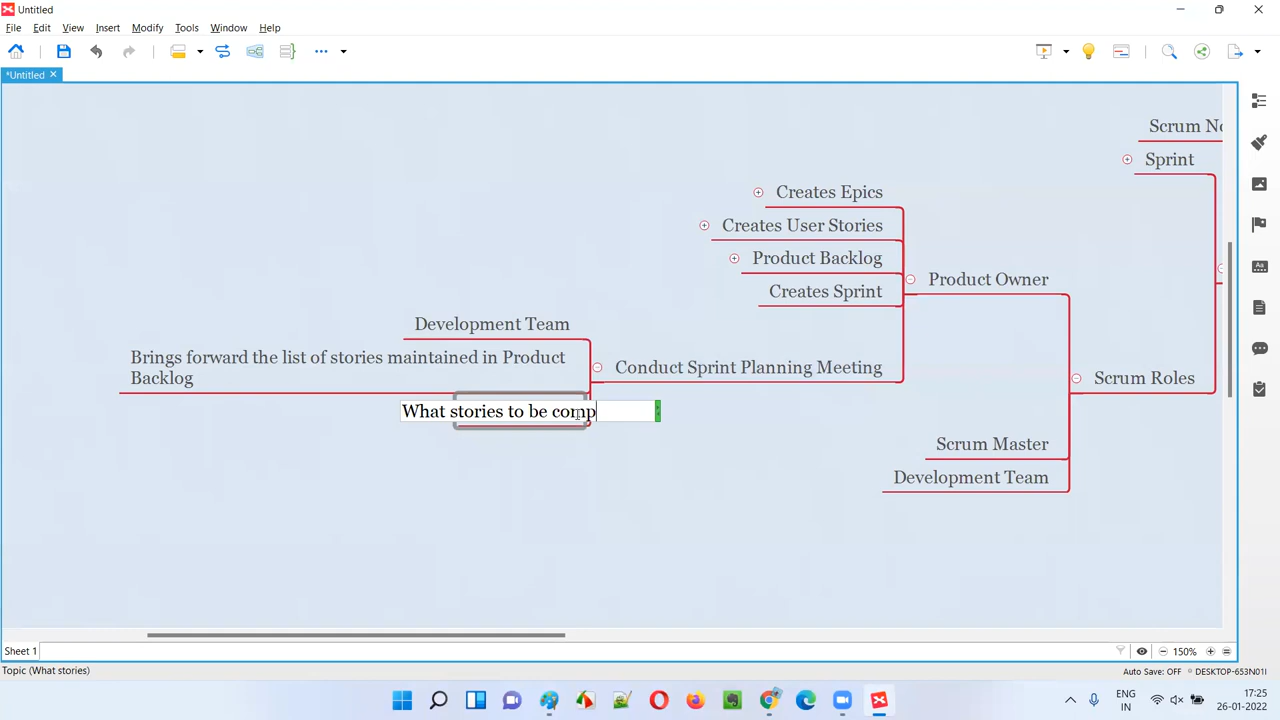 Untitled
File Edit View Insert Modify Tools Window Help
*Untitled
Scrum No
Sprint
Creates Epics
Creates User Stories
Product Backlog
Product Owner
Creates Sprint
Development Team
Brings forward the list of stories maintained in Product
Backlog
Conduct Sprint Planning Meeting
Scrum Roles
What stories to be comp
Scrum Master
Development Team
Sheet 1
150%
Topic (What stories)
Auto Save: OFF
DESKTOP-653N01I
ENG
IN
17:25
26-01-2022